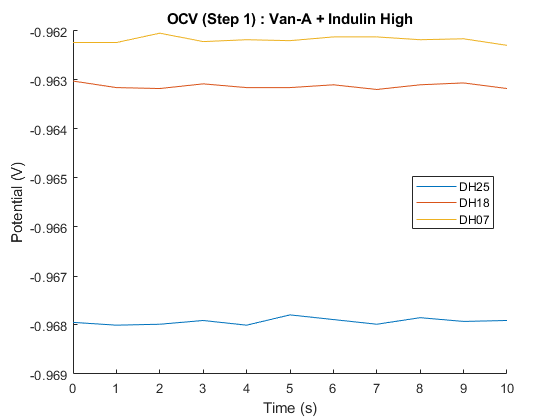 OCV (Step 1) : Van-A + Indulin High
-0.962
-0.963
-0.964
-0.965
-0.966
-0.967
-0.968
-0.969
Potential (V)
DH25
DH18
DH07
0 1 2 3 4 5 6 7 8 9 10
Time (s)